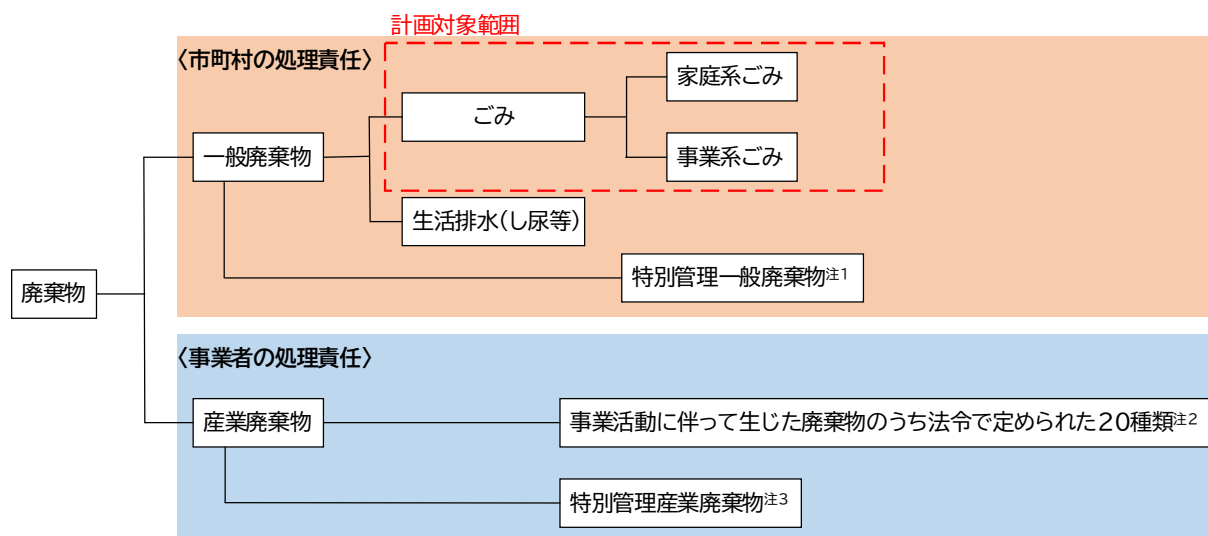 計画対象範囲
〈市町村の処理責任〉
家庭系ごみ
ごみ
一般廃棄物
事業系ごみ
生活排水(し尿等)
特別管理一般廃棄物注1
廃棄物
〈事業者の処理責任〉
産業廃棄物
事業活動に伴って生じた廃棄物のうち法令で定められた20種類注2
特別管理産業廃棄物注3